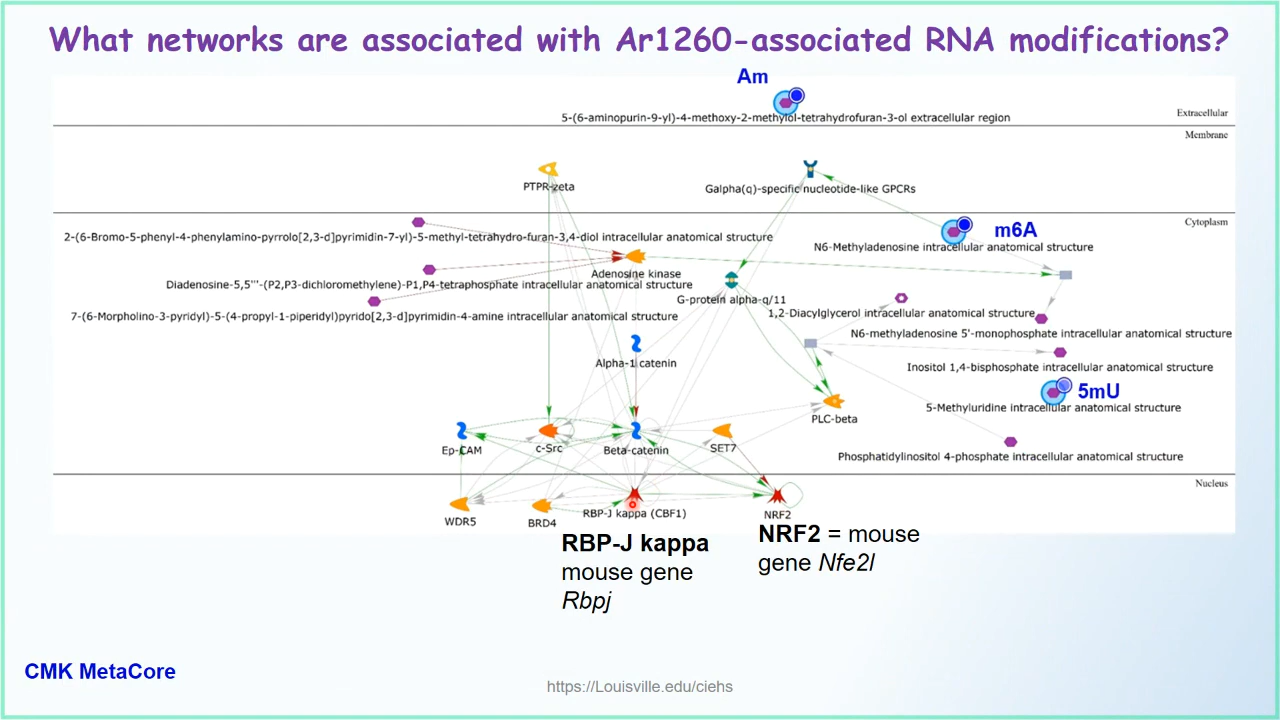 What networks are associated with Ar1260-associated RNA modifications?
Am
5-(6-aminopurin-9-yl)-4-methoxy-2-methylol-tetrahydrofuran-3-ol extracellular region
Extracellular
Membrane
PTPR-zeta
Galpha(q)-specific nucleotide-like GPCRs
Cytoplasm
m6A
2-(6-Bromo-5-phenyl-4-phenylamino-pyrrolo[2,3-d]pyrimidin-7-yl)-5-methyl-tetrahydro-furan-3,4-diol intracellular anatomical structure
N6-Methyladenosine intracellular anatomical structure
Adenosine kinase
Diadenosine-5,5'''-(P2,P3-dichloromethylene)-P1,P4-tetraphosphate intracellular anatomical structure
G-protein alpha-q/11
7-(6-Morpholino-3-pyridyl)-5-(4-propyl-1-piperidyl)pyrido[2,3-d]pyrimidin-4-amine intracellular anatomical structure
1,2-Diacylglycerol intracellular anatomical structure
N6-methyladenosine 5'-monophosphate intracellular anatomical structure
Alpha-1 catenin
Inositol 1,4-bisphosphate intracellular anatomical structure
5mU
5-Methyluridine intracellular anatomical structure
PLC-beta
Ep-CAM
c-Src
Beta-catenin
SET7
Phosphatidylinositol 4-phosphate intracellular anatomical structure
Nucleus
WDR5
BRD4
RBP-J kappa (CBF1)
NRF2
RBP-J kappa
mouse gene
Rbpj
NRF2 = mouse
gene Nfe2l
CMK MetaCore
https://Louisville.edu/ciehs